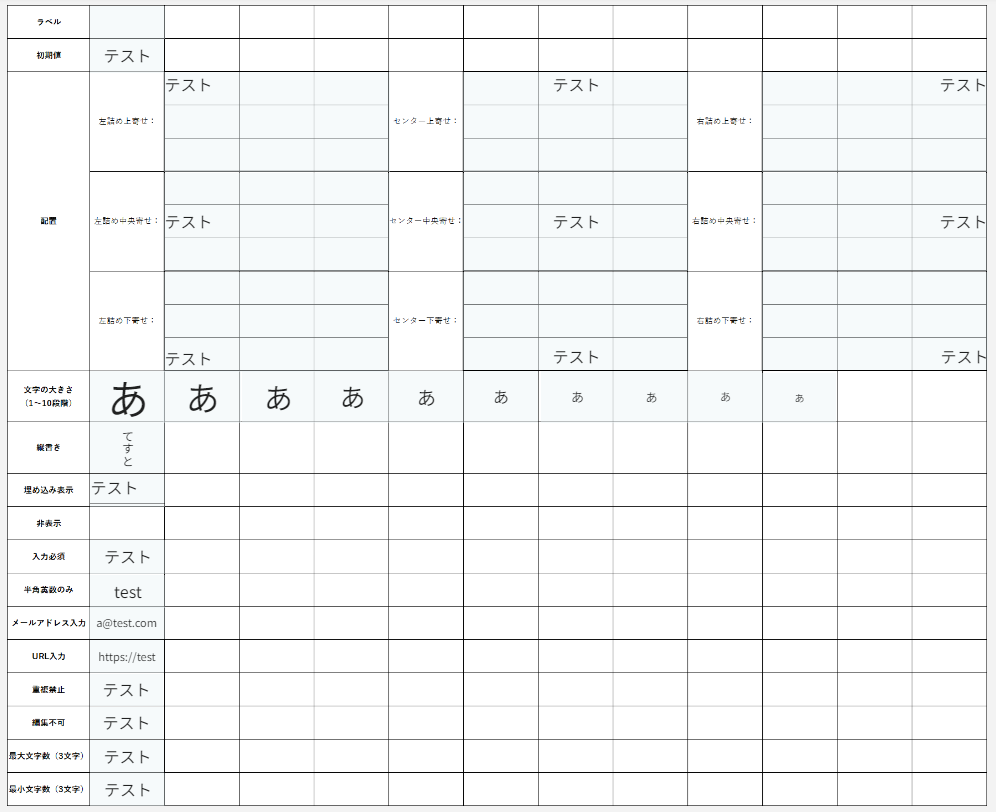 ラベル
初期値 テスト
配置
左詰め上寄せ： テスト センター上寄せ： テスト 右詰め上寄せ： テスト
左詰め中央寄せ： テスト センター中央寄せ： テスト 右詰め中央寄せ： テスト
左詰め下寄せ： テスト センター下寄せ： テスト 右詰め下寄せ： テスト
文字の大きさ
（1～10段階） あ あ あ あ あ あ あ あ あ あ
縦書き てすと
埋め込み表示 テスト
非表示
入力必須 テスト
半角英数のみ test
メールアドレス入力 a@test.com
URL入力 https://test
重複禁止 テスト
編集不可 テスト
最大文字数（3文字） テスト
最小文字数（3文字） テスト